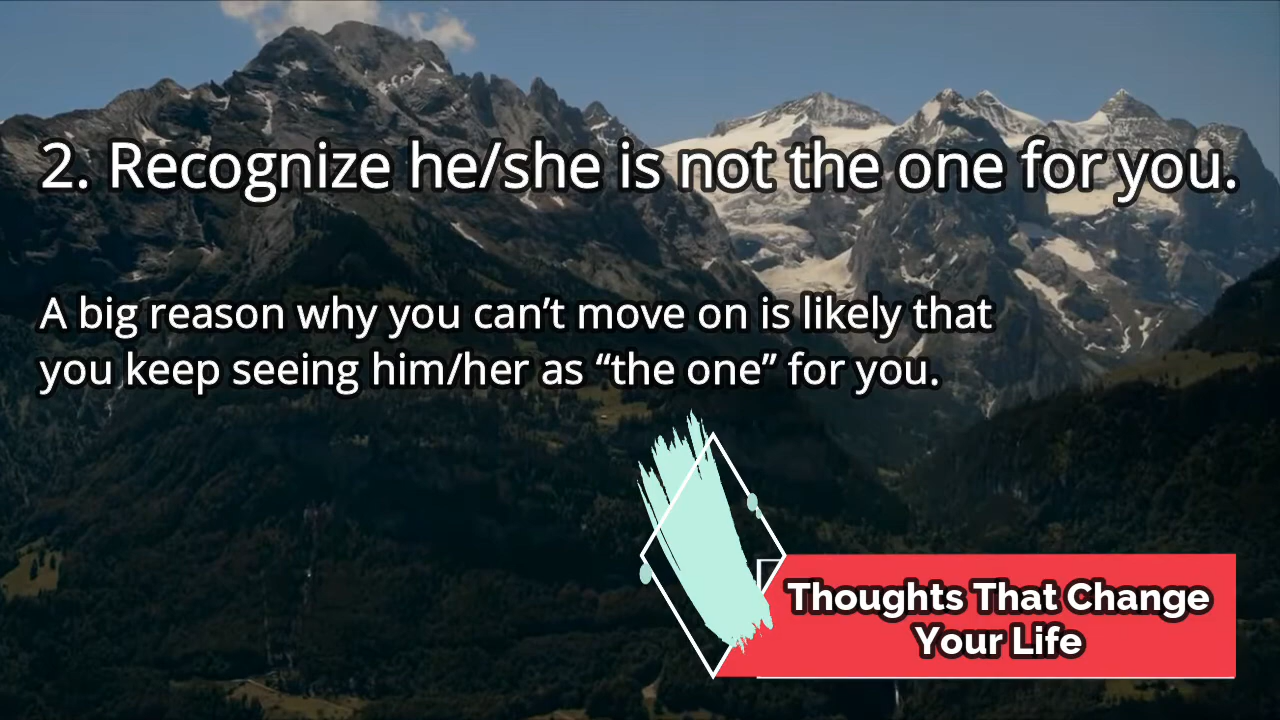 2. Recognize he/she is not the one for you.
A big reason why you can’t move on is likely that
you keep seeing him/her as “the one” for you.
Thoughts That Change
Your Life